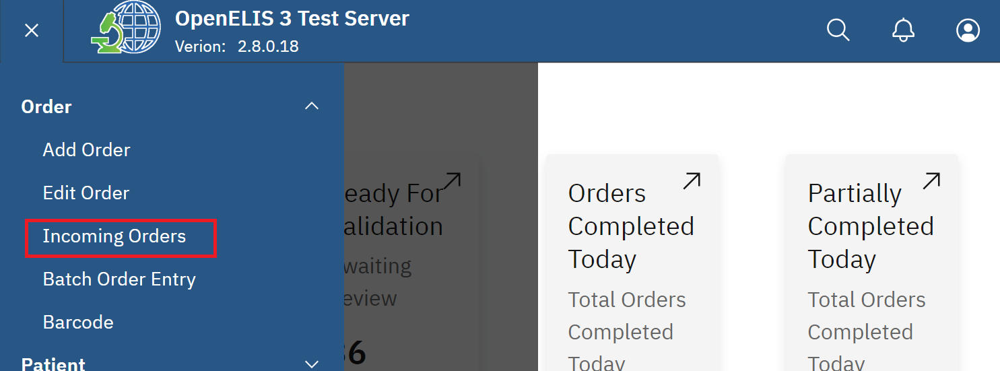 OpenELIS 3 Test Server
Verion: 2.8.0.18
Order
Add Order
Edit Order
Incoming Orders
Batch Order Entry
Barcode
Patient
eady For
alidation
waiting
eview
36
Orders
Completed
Today
Total Orders
Completed
Today
Partially
Completed
Today
Total Orders
Completed
Today